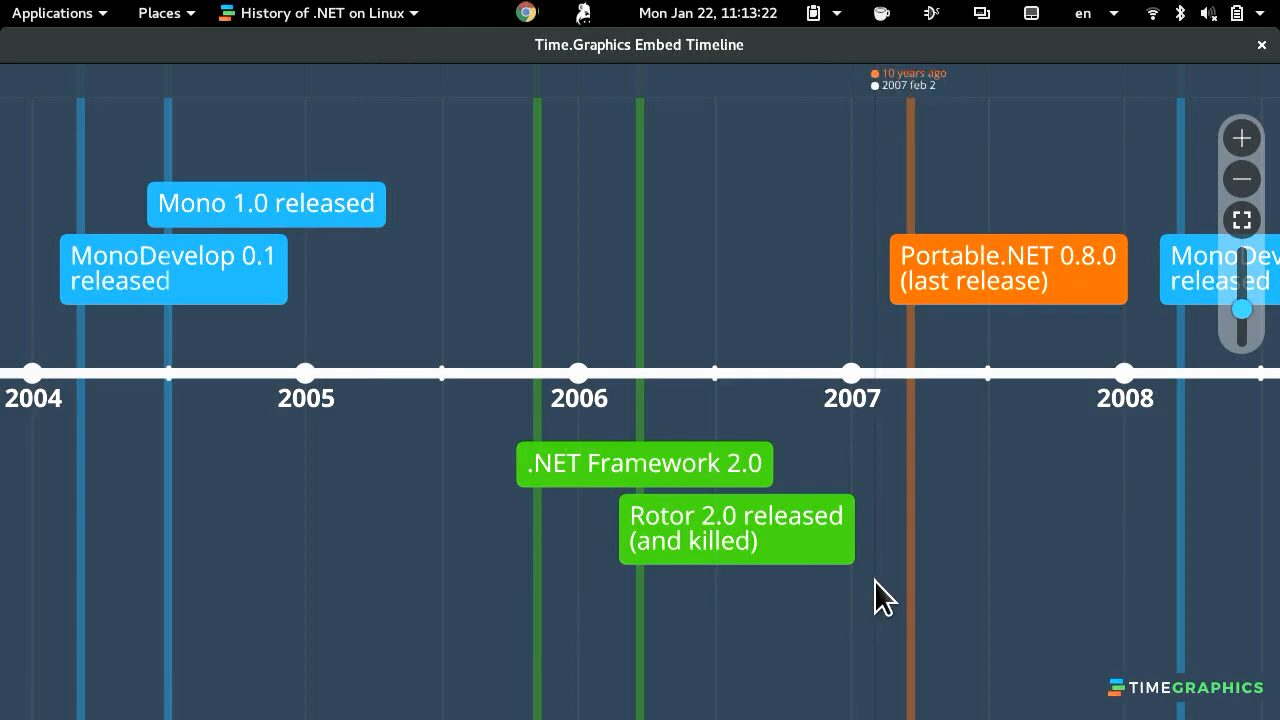 Applications Places History of .NET on Linux Mon Jan 22, 11:13:22 en
Time.Graphics Embed Timeline
10 years ago
2007 feb 2
Mono 1.0 released
MonoDevelop 0.1
released
Portable.NET 0.8.0
(last release)
MonoDev
released
2004 2005 2006 2007 2008
.NET Framework 2.0
Rotor 2.0 released
(and killed)
TIMEGRAPHICS